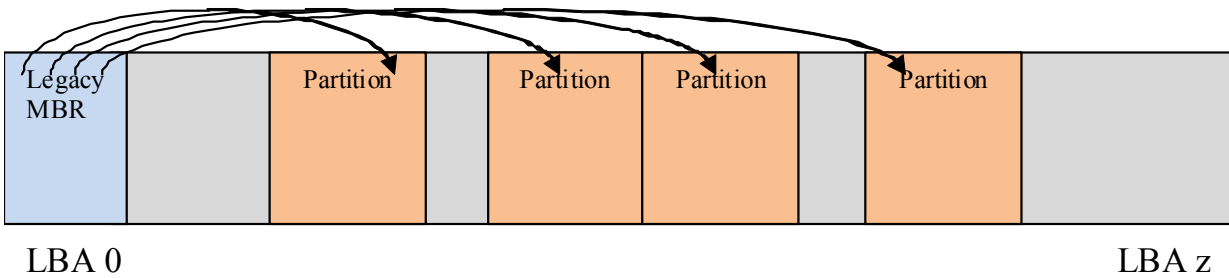 Legacy
MBR
Partition
Partition
Partition
Partition
LBA 0
LBA z